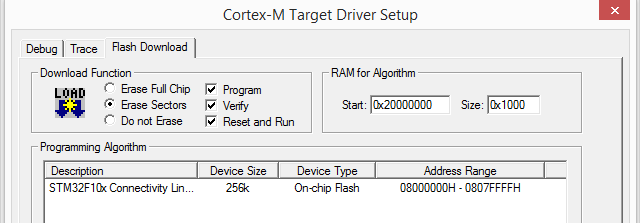 Cortex-M Target Driver Setup
Debug Trace Flash Download
Download Function
LOAD
Erase Full Chip
Erase Sectors
Do not Erase
Program
Verify
Reset and Run
RAM for Algorithm
Start: 0x20000000 Size: 0x1000
Programming Algorithm
Description Device Size Device Type Address Range
STM32F10x Connectivity Lin... 256k On-chip Flash 08000000H - 0807FFFFH